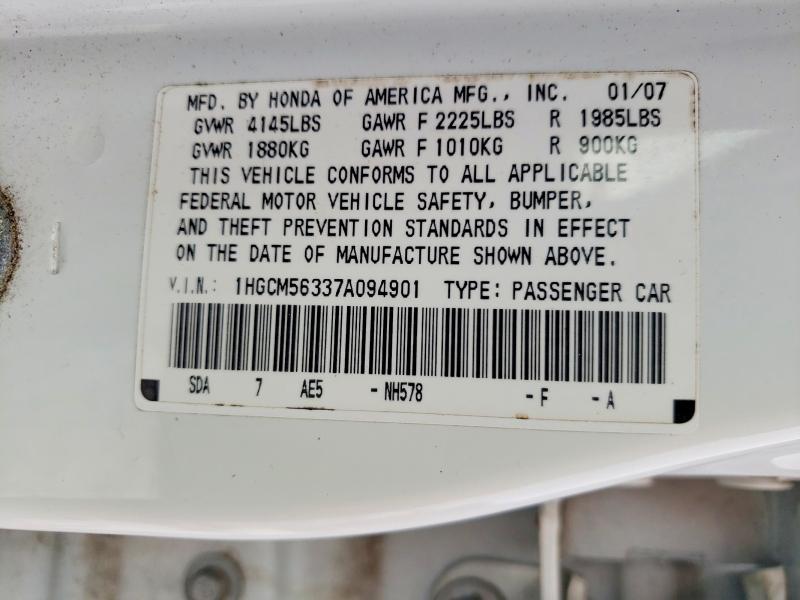 MFD. BY HONDA OF AMERICA MFG., INC. 01/07
GVWR 4145LBS GAWR F 2225LBS R 1985LBS
GVWR 1880KG GAWR F 1010KG R 900KG
THIS VEHICLE CONFORMS TO ALL APPLICABLE
FEDERAL MOTOR VEHICLE SAFETY, BUMPER,
AND THEFT PREVENTION STANDARDS IN EFFECT
ON THE DATE OF MANUFACTURE SHOWN ABOVE.
V.I.N.: 1HGCM56337A094901 TYPE: PASSENGER CAR
SDA 7 AE5 -NH578 -F -A